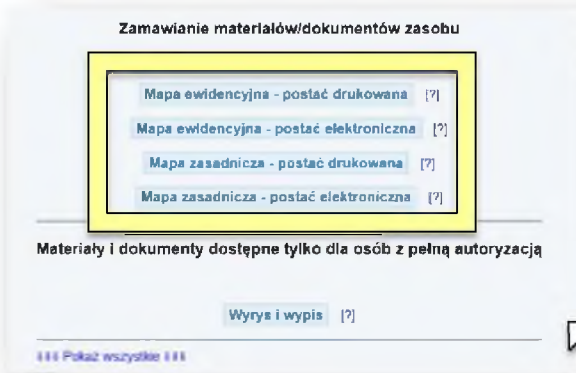 Zamawianie materiałów/dokumentów zasobu
Mapa ewidencyjna - postać drukowana [?]
Mapa ewidencyjna - postać elektroniczna [?]
Mapa zasadnicza - postać drukowana [?]
Mapa zasadnicza - postać elektroniczna [?]
Materiały i dokumenty dostępne tylko dla osób z pełną autoryzacją
Wyrys i wypis [?]
↓↓↓ Pokaż wszystkie ↓↓↓